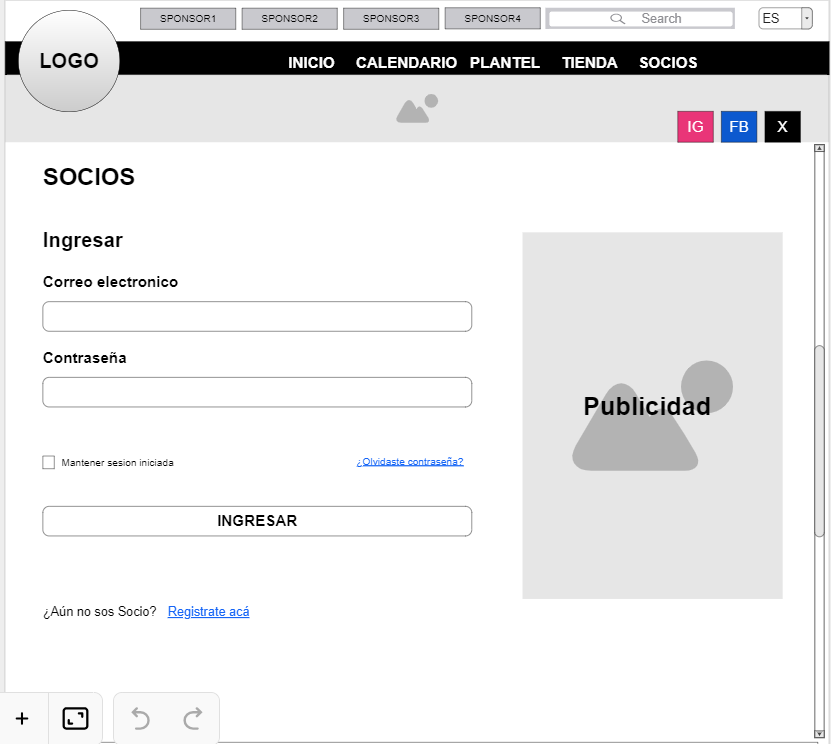 SPONSOR1 SPONSOR2 SPONSOR3 SPONSOR4 Search ES
LOGO INICIO CALENDARIO PLANTEL TIENDA SOCIOS
IG FB X
SOCIOS
Ingresar
Correo electronico
Contraseña
Publicidad
Mantener sesion iniciada ¿Olvidaste contraseña?
INGRESAR
¿Aún no sos Socio? Registrate acá